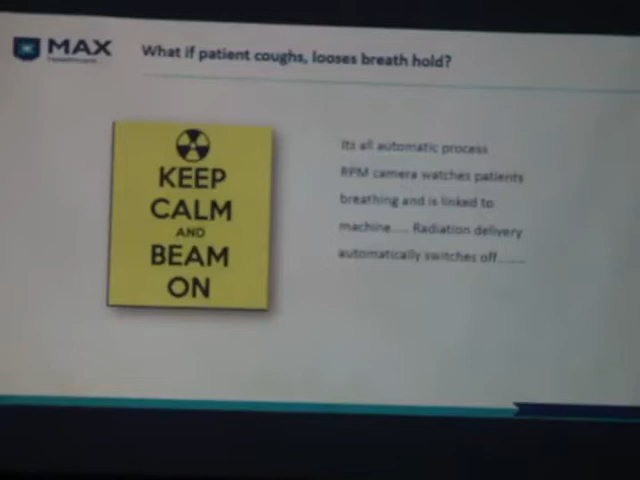 MAX
Healthcare
What if patient coughs, looses breath hold?
KEEP
CALM
AND
BEAM
ON
Its all automatic process
RPM camera watches patients
breathing and is linked to
machine.... Radiation delivery
automatically switches off.......